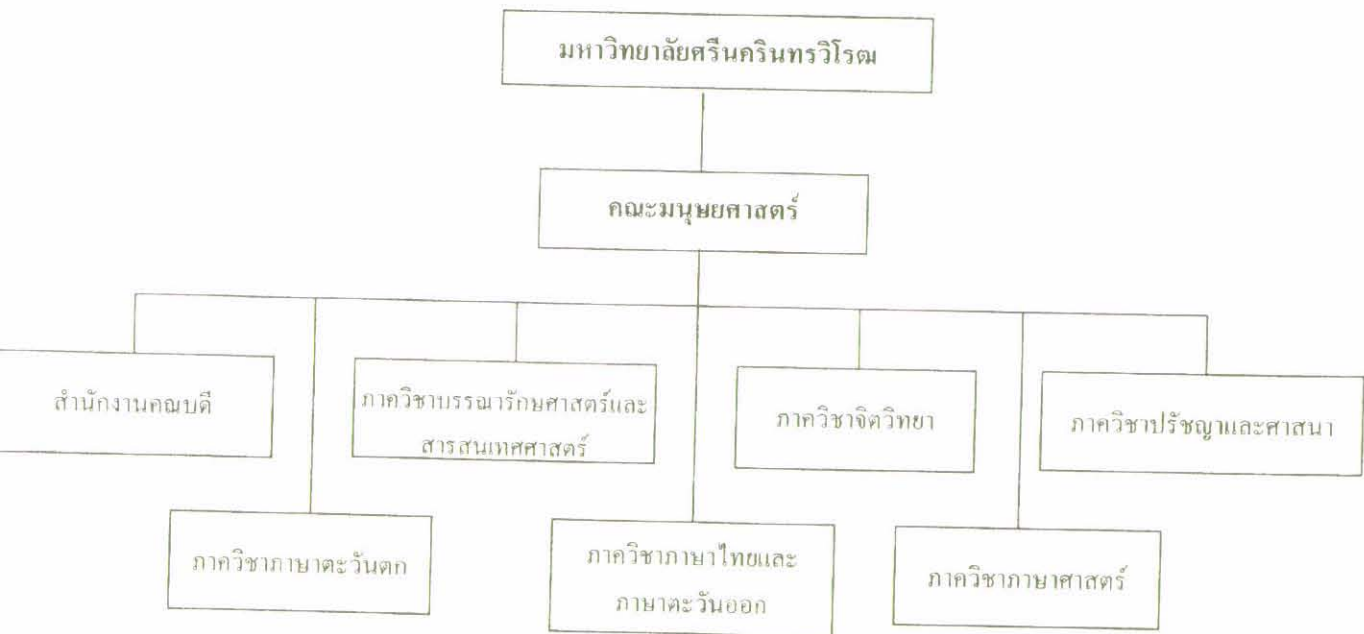 มหาวิทยาลัยศรีนครินทรวิโรฒ
คณะมนุษยศาสตร์
สำนักงานคณบดี
ภาควิชาบรรณารักษศาสตร์และ
สารสนเทศศาสตร์
ภาควิชาจิตวิทยา
ภาควิชาปรัชญาและศาสนา
ภาควิชาภาษาตะวันตก
ภาควิชาภาษาไทยและ
ภาษาตะวันออก
ภาควิชาภาษาศาสตร์